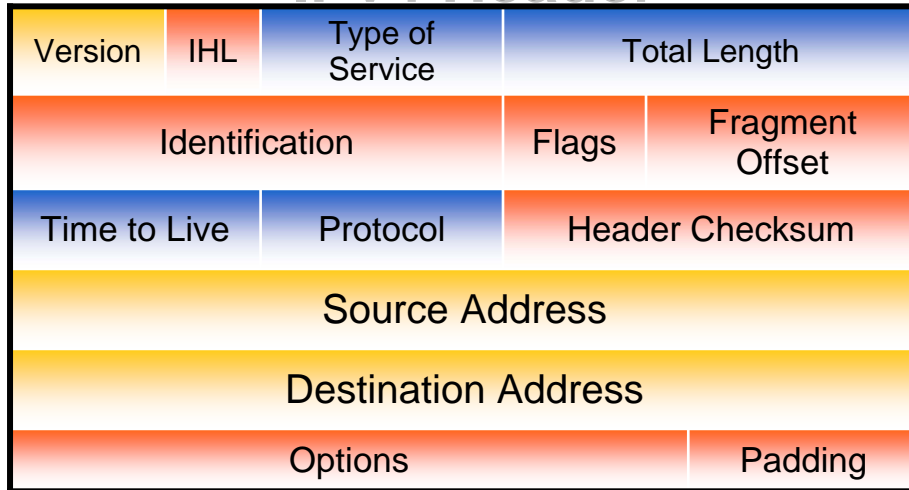 Version IHL Type of Service Total Length
Identification Flags Fragment Offset
Time to Live Protocol Header Checksum
Source Address
Destination Address
Options Padding